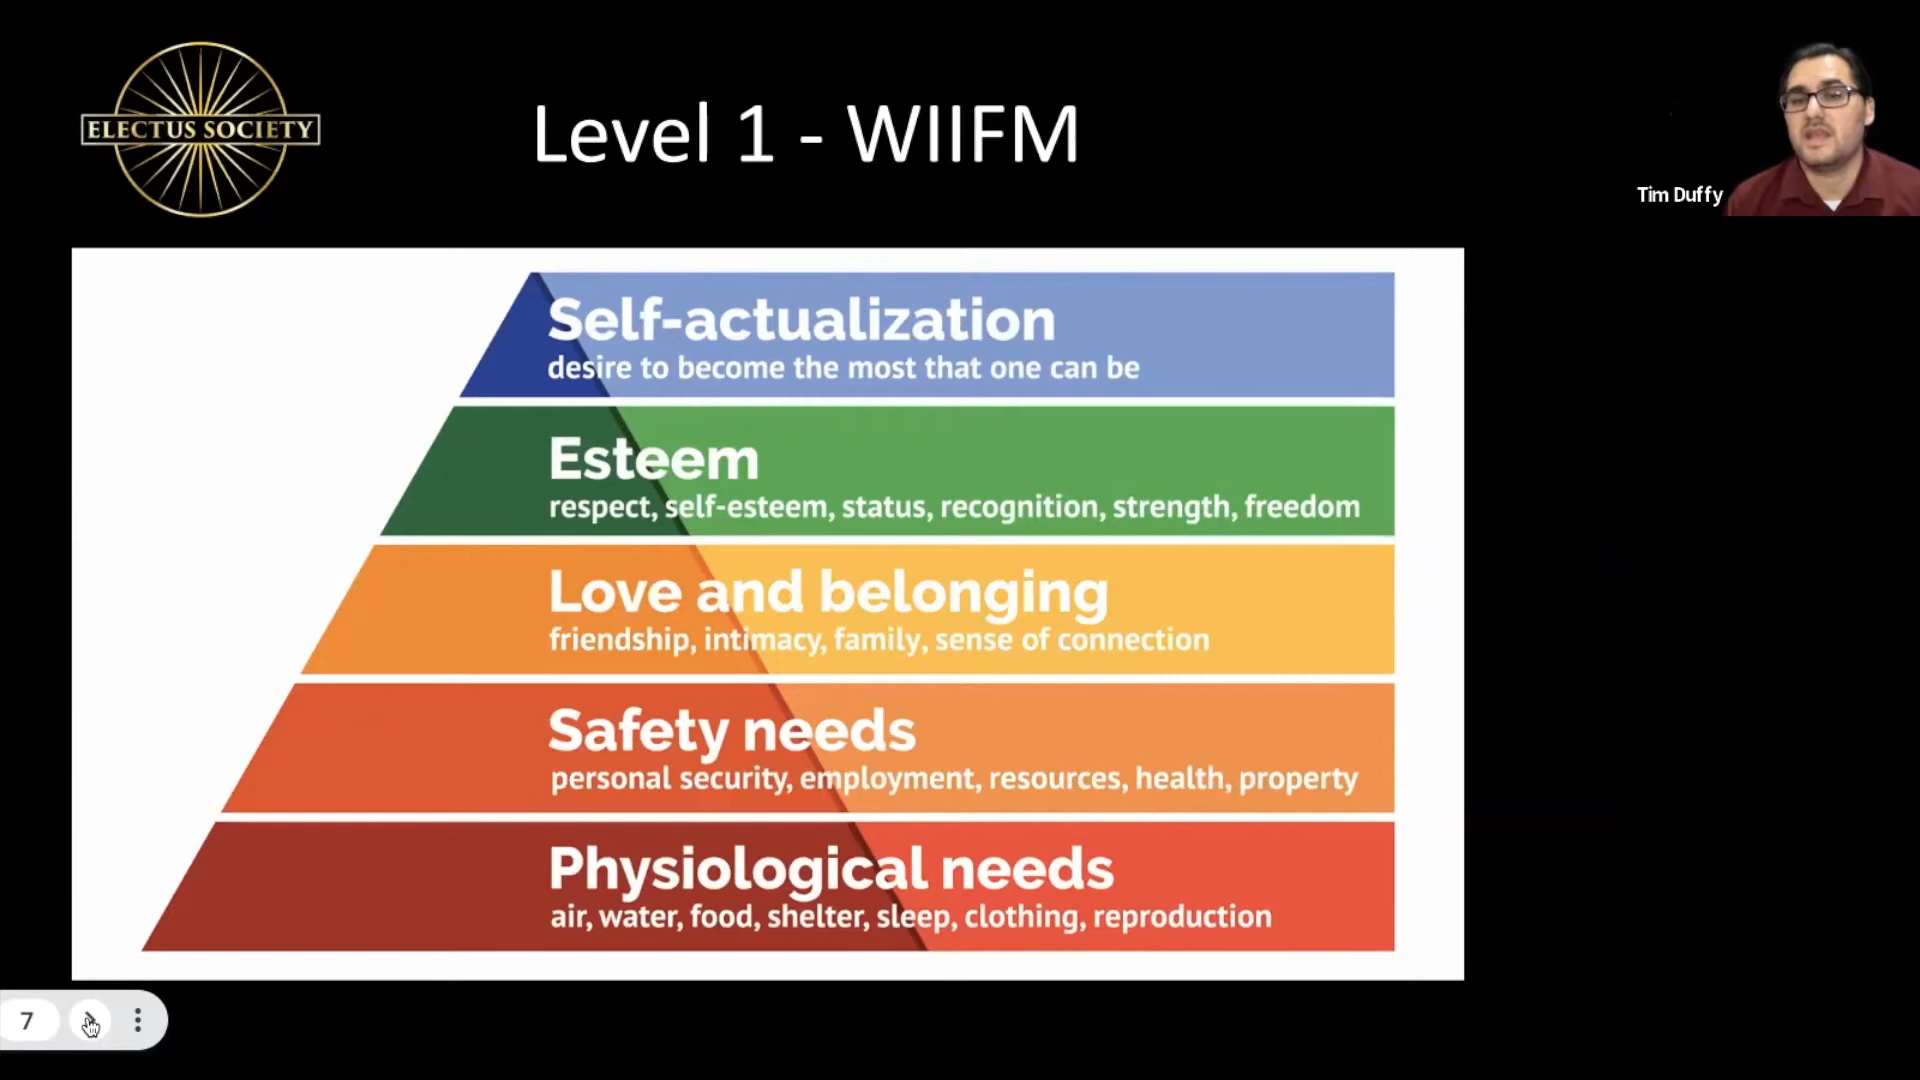 ELECTUS SOCIETY
Level 1 - WIIFM
Tim Duffy
Self-actualization
desire to become the most that one can be
Esteem
respect, self-esteem, status, recognition, strength, freedom
Love and belonging
friendship, intimacy, family, sense of connection
Safety needs
personal security, employment, resources, health, property
Physiological needs
air, water, food, shelter, sleep, clothing, reproduction
7